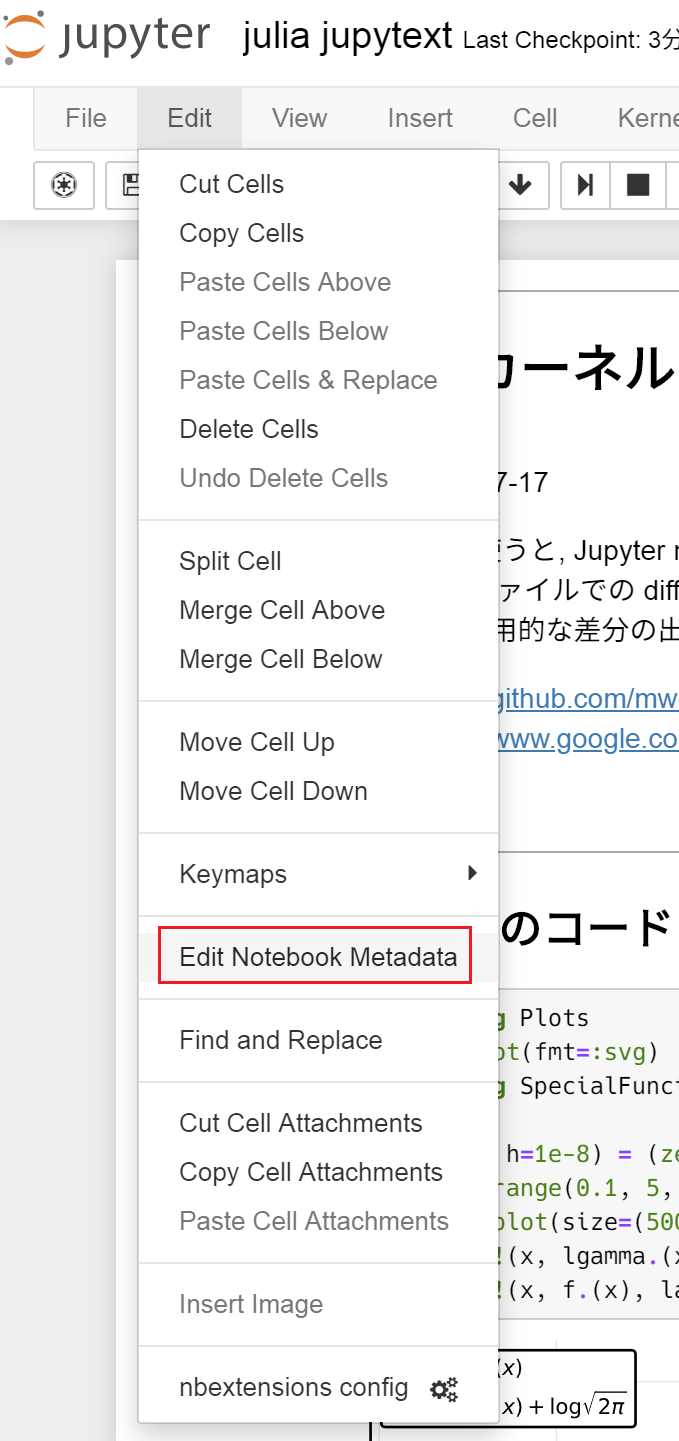 jupyter julia jupytext Last Checkpoint: 3分
File Edit View Insert Cell Kerne
Cut Cells
Copy Cells
Paste Cells Above
Paste Cells Below
Paste Cells & Replace
Delete Cells
Undo Delete Cells
Split Cell
Merge Cell Above
Merge Cell Below
Move Cell Up
Move Cell Down
Keymaps
Edit Notebook Metadata
Find and Replace
Cut Cell Attachments
Copy Cell Attachments
Paste Cell Attachments
Insert Image
nbextensions config
カーネル
7-17
うと, Jupyter
ァイルでの diff
用的な差分の出
github.com/mw
www.google.co
のコード
g Plots
ot(fmt=:svg)
g SpecialFunct
h=1e-8) = (ze
range(0.1, 5,
plot(size=(500
!(x, lgamma.(x
!(x, f.(x), la
(x)
x) + log√2π